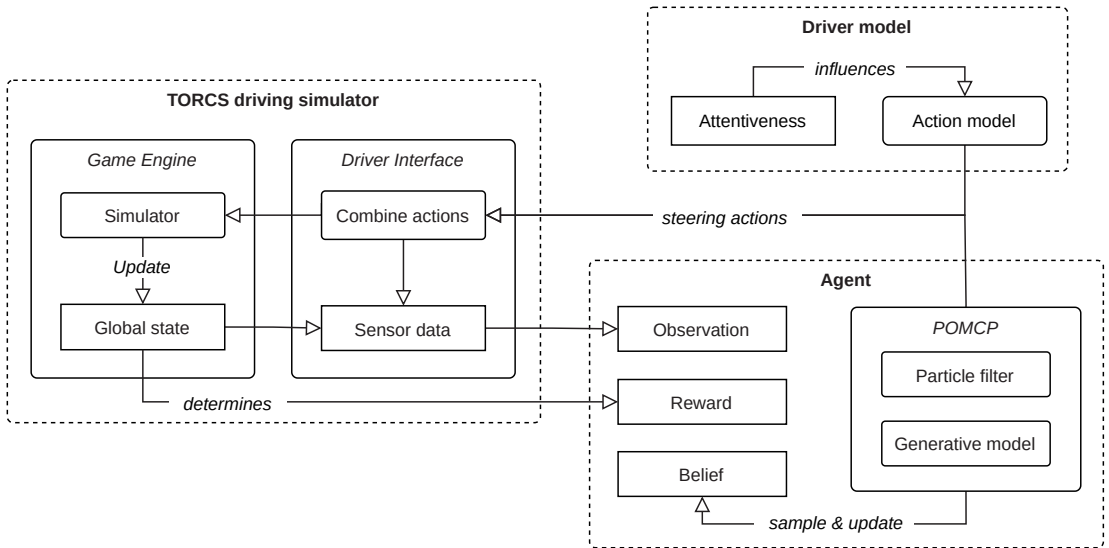 Driver model
influences
Attentiveness
Action model
TORCS driving simulator
Game Engine
Driver Interface
Simulator
Combine actions
steering actions
Update
Global state
Sensor data
determines
Agent
Observation
Reward
Belief
POMCP
Particle filter
Generative model
sample & update